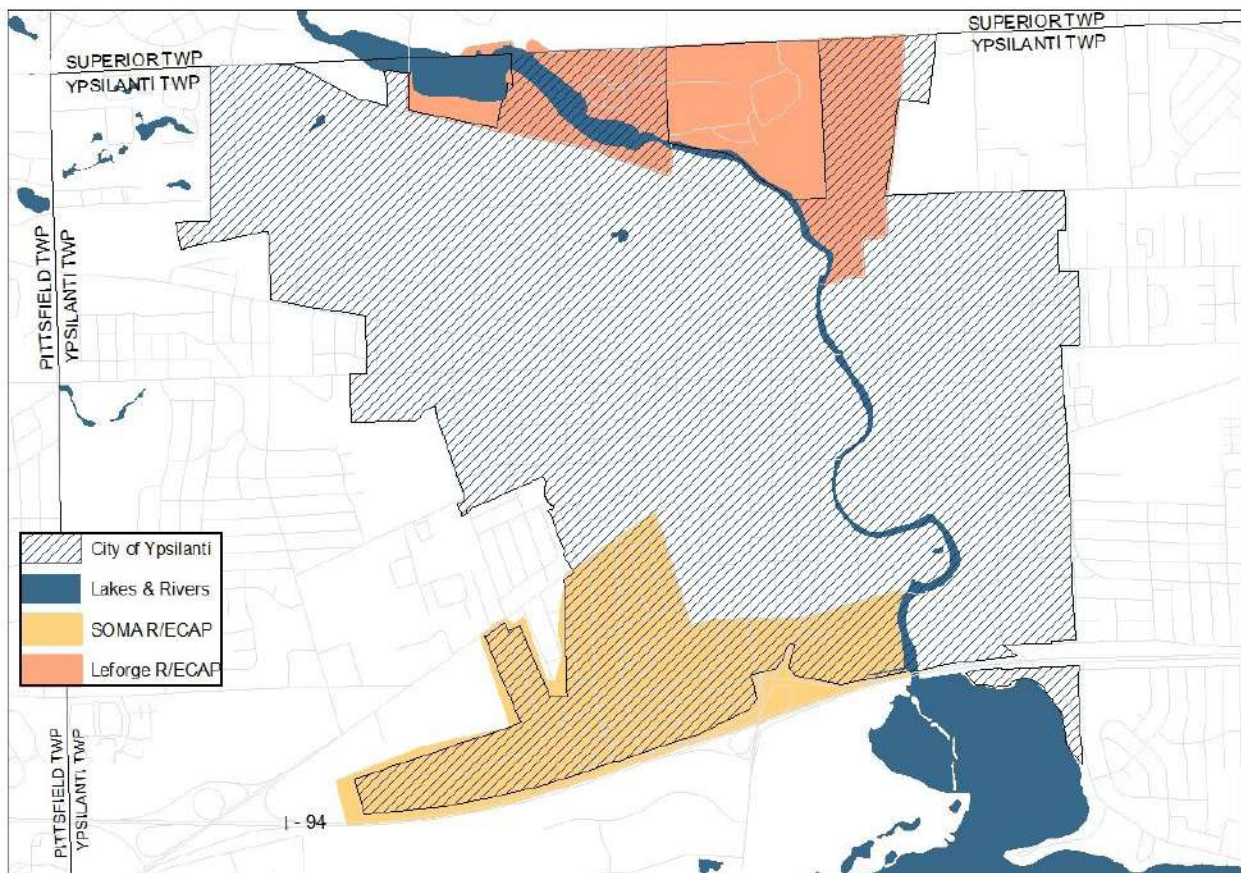 SUPERIOR TWP
YPSILANTI TWP
SUPERIOR TWP
YPSILANTI TWP
PITTSFIELD TWP
YPSILANTI TWP
City of Ypsilanti
Lakes & Rivers
SOMA R/ECAP
Leforge R/ECAP
PITTSFIELD TWP
YPSILANTI TWP
I - 94